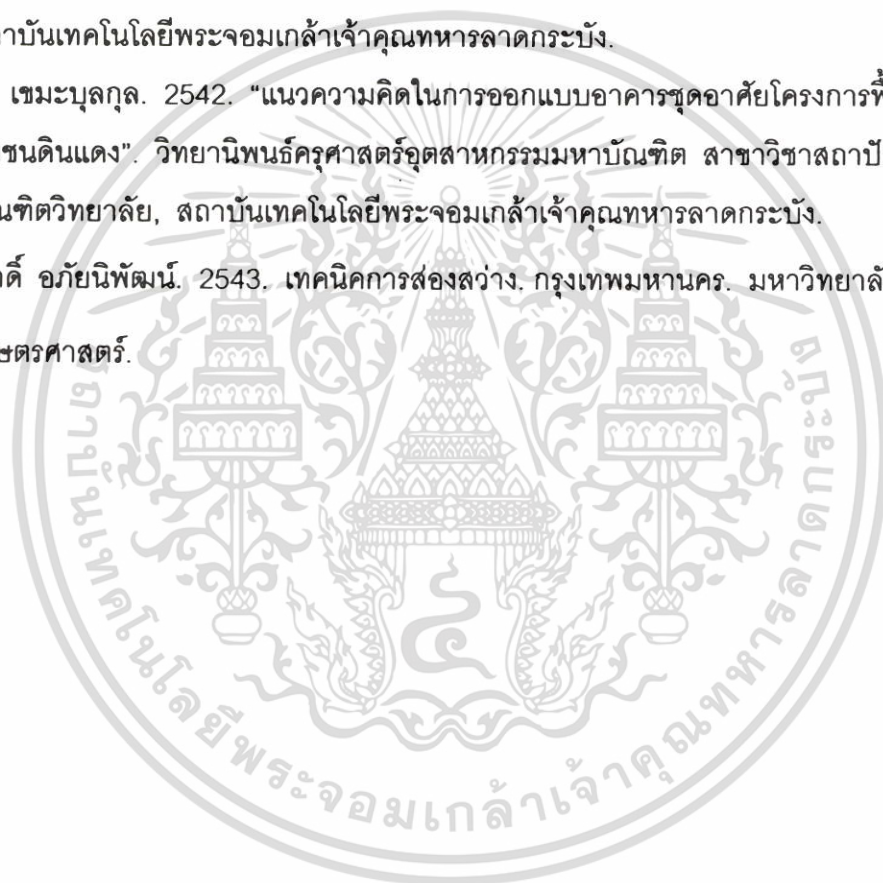 าบันเทคโนโลยีพระจอมเกล้าเจ้าคุณทหารลาดกระบัง.
เขมะบุลกุล. 2542. “แนวความคิดในการออกแบบอาคารชุดอาศัยโครงการพื้
ชนดินแดง”. วิทยานิพนธ์ครุศาสตร์อุตสาหกรรมมหาบัณฑิต สาขาวิชาสถาปั
ณฑิตวิทยาลัย, สถาบันเทคโนโลยีพระจอมเกล้าเจ้าคุณทหารลาดกระบัง.
ดิ์ อภัยนิพัฒน์. 2543. เทคนิคการส่องสว่าง. กรุงเทพมหานคร. มหาวิทยาลั
ษตรศาสตร์.
สถาบันเทคโนโลยีพระจอมเกล้าเจ้าคุณทหารลาดกระบัง